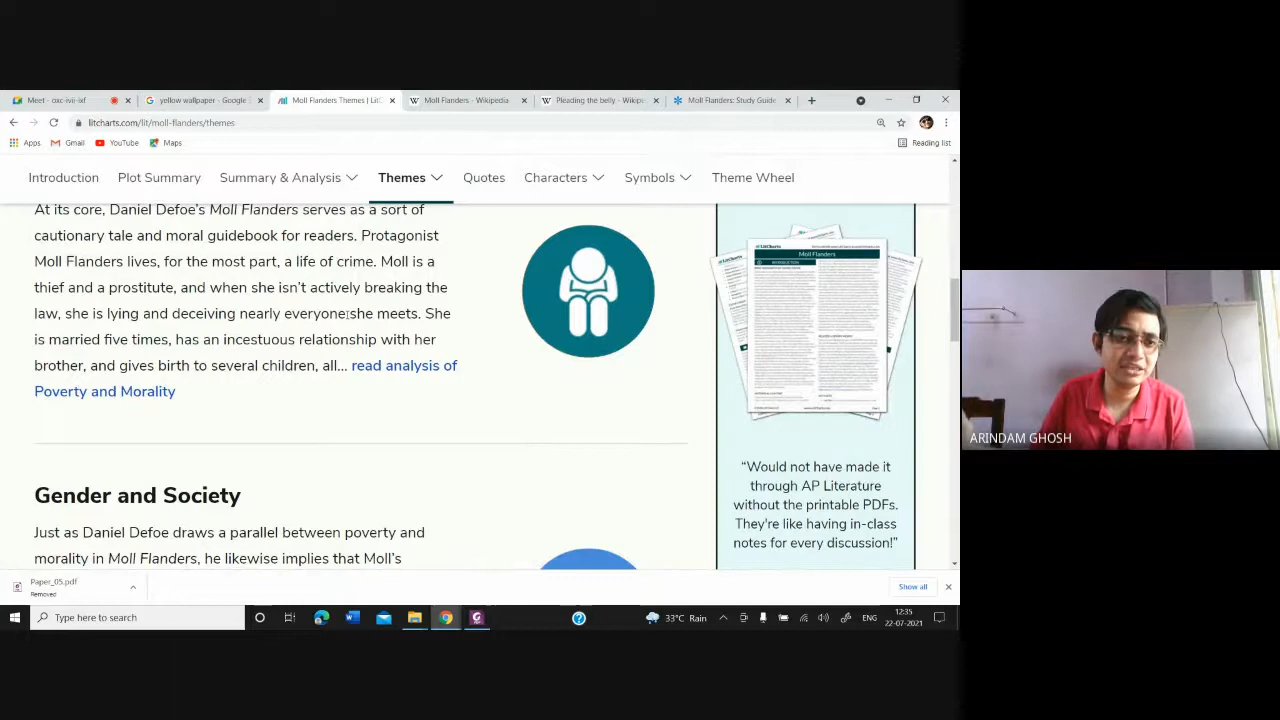 Meet - oxc-ivii-ixf
yellow wallpaper - Google
Moll Flanders Themes | LitC
Moll Flanders - Wikipedia
Pleading the belly - Wikipe
Moll Flanders: Study Guide
litcharts.com/lit/moll-flanders/themes
Apps Gmail YouTube Maps Reading list
Introduction Plot Summary Summary & Analysis Themes Quotes Characters Symbols Theme Wheel
At its core, Daniel Defoe's Moll Flanders serves as a sort of
cautionary tale and moral guidebook for readers. Protagonist
Moll Flanders lives, for the most part, a life of crime. Moll is a
thief and prostitute, and when she isn't actively breaking the
law, she is lying and deceiving nearly everyone she meets. She
is married times, has an incestuous relationship with her
brother, and gives birth to several children, all... read analysis of
Poverty and Morality
Gender and Society
Just as Daniel Defoe draws a parallel between poverty and
morality in Moll Flanders, he likewise implies that Moll's
LitCharts
Moll Flanders
INTRODUCTION
"Would not have made it
through AP Literature
without the printable PDFs.
They're like having in-class
notes for every discussion!"
Paper_05.pdf
Removed
Show all
Type here to search
33°C Rain
ENG
12:35
22-07-2021
ARINDAM GHOSH